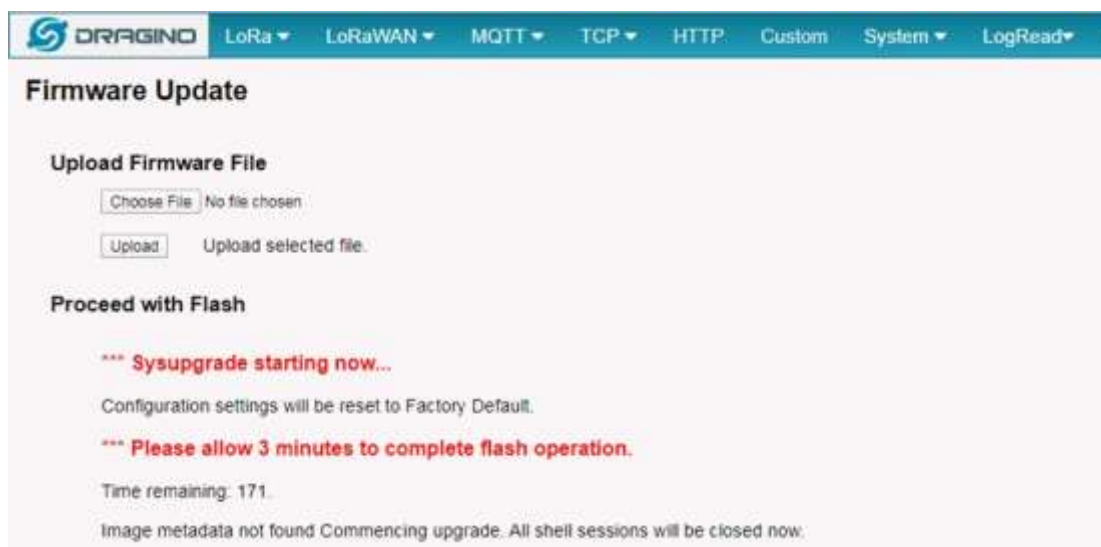 DRAGINO LoRa LoRaWAN MQTT TCP HTTP Custom System LogRead
Firmware Update
Upload Firmware File
Choose File No file chosen
Upload Upload selected file.
Proceed with Flash
*** Sysupgrade starting now...
Configuration settings will be reset to Factory Default.
*** Please allow 3 minutes to complete flash operation.
Time remaining: 171.
Image metadata not found Commencing upgrade. All shell sessions will be closed now.